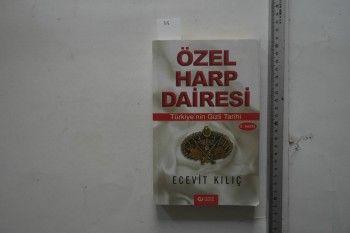 ÖZEL
HARP
DAİRESİ
Türkiye'nin Gizli Tarihi
ECEVİT KILIÇ